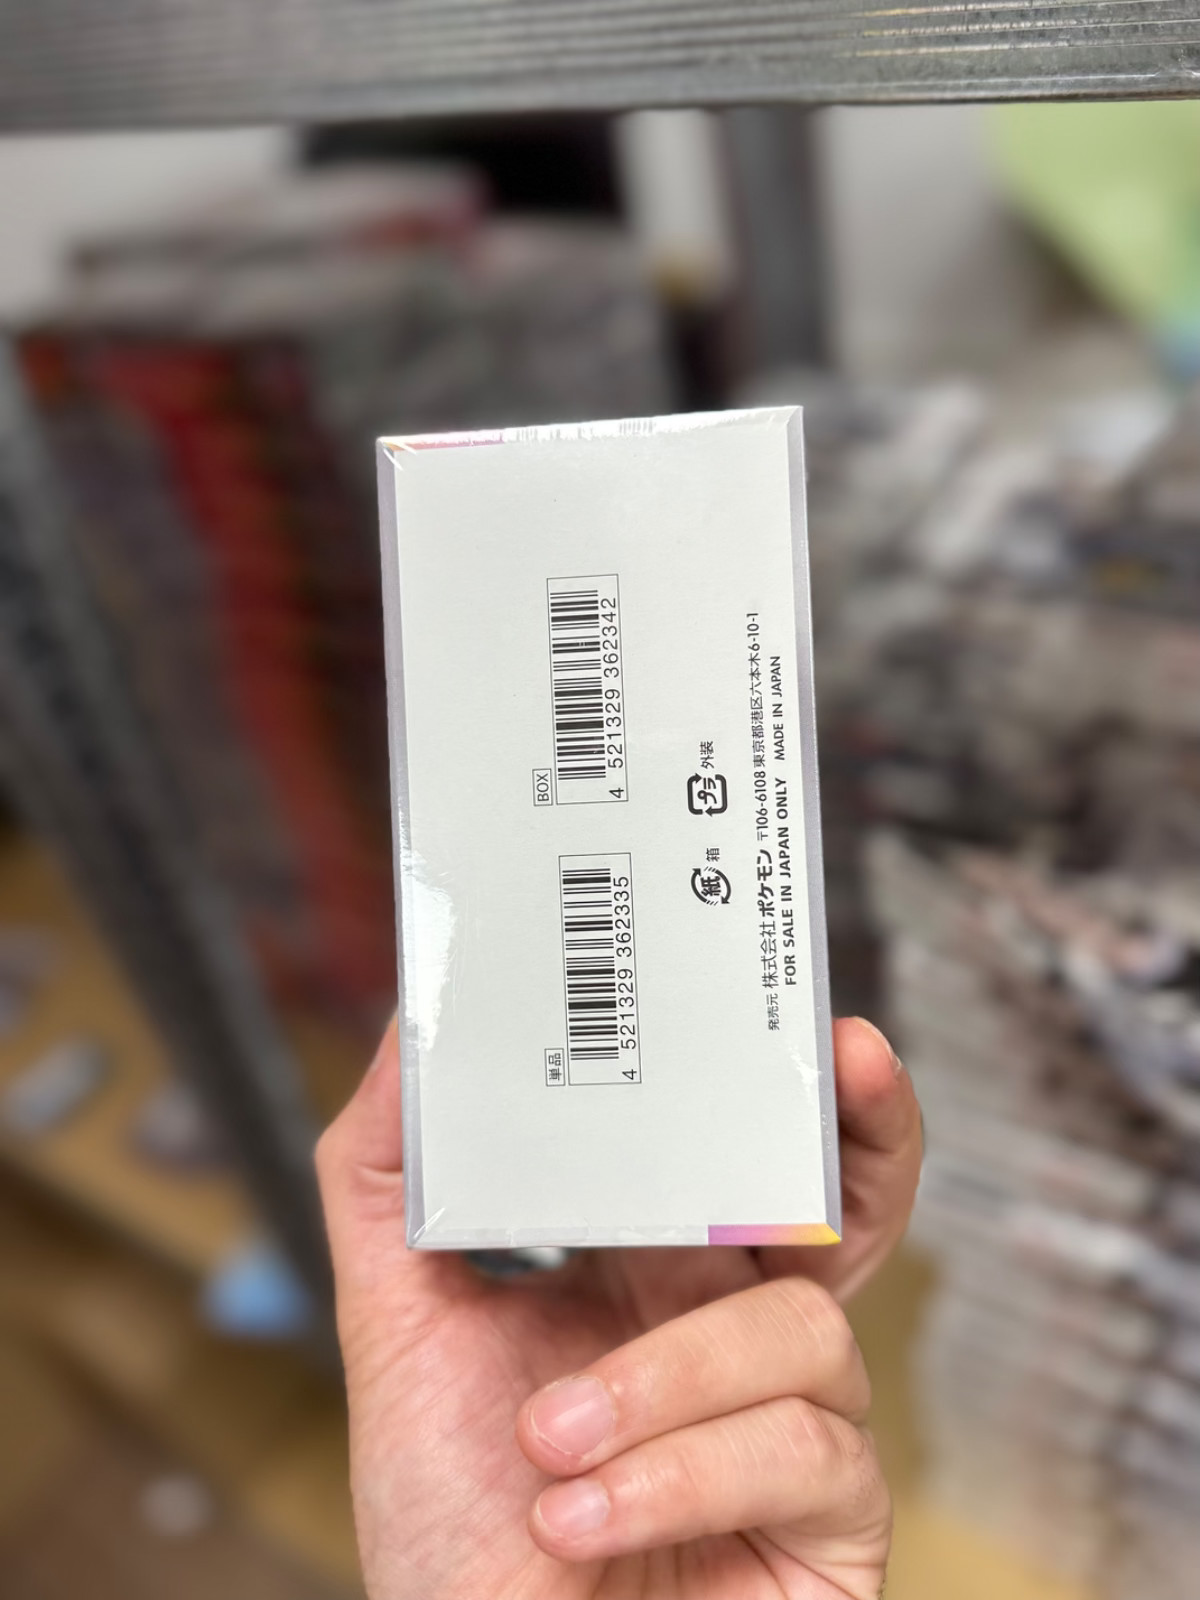 単品
4 521329 362335
BOX
4 521329 362342
紙 箱
プラ 外装
発売元 株式会社ポケモン 〒106-6108 東京都港区六本木6-10-1
FOR SALE IN JAPAN ONLY MADE IN JAPAN